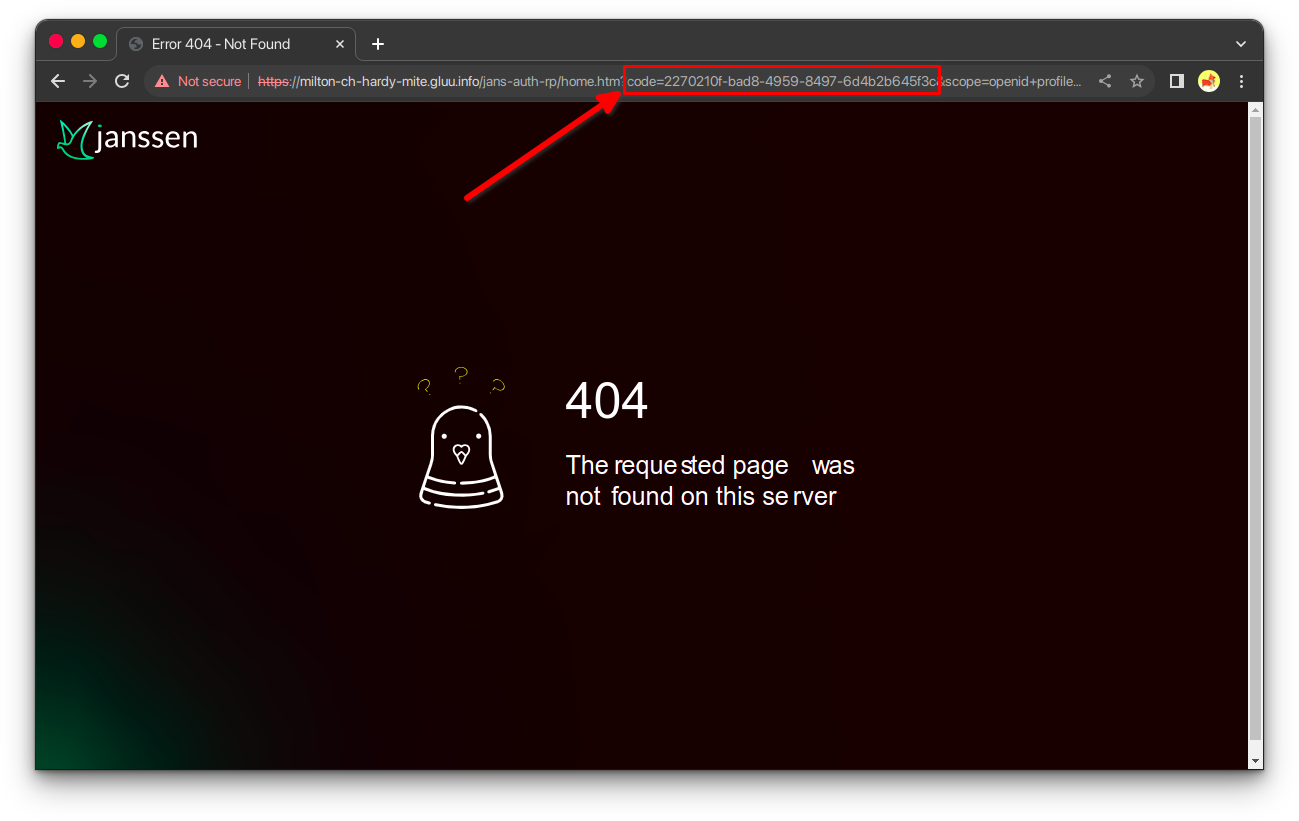 Error 404 - Not Found
Not secure https://milton-ch-hardy-mite.gluu.info/jans-auth-rp/home.htm?code=2270210f-bad8-4959-8497-6d4b2b645f3c&scope=openid+profile...
janssen
? ? ?
404
The requested page was
not found on this server